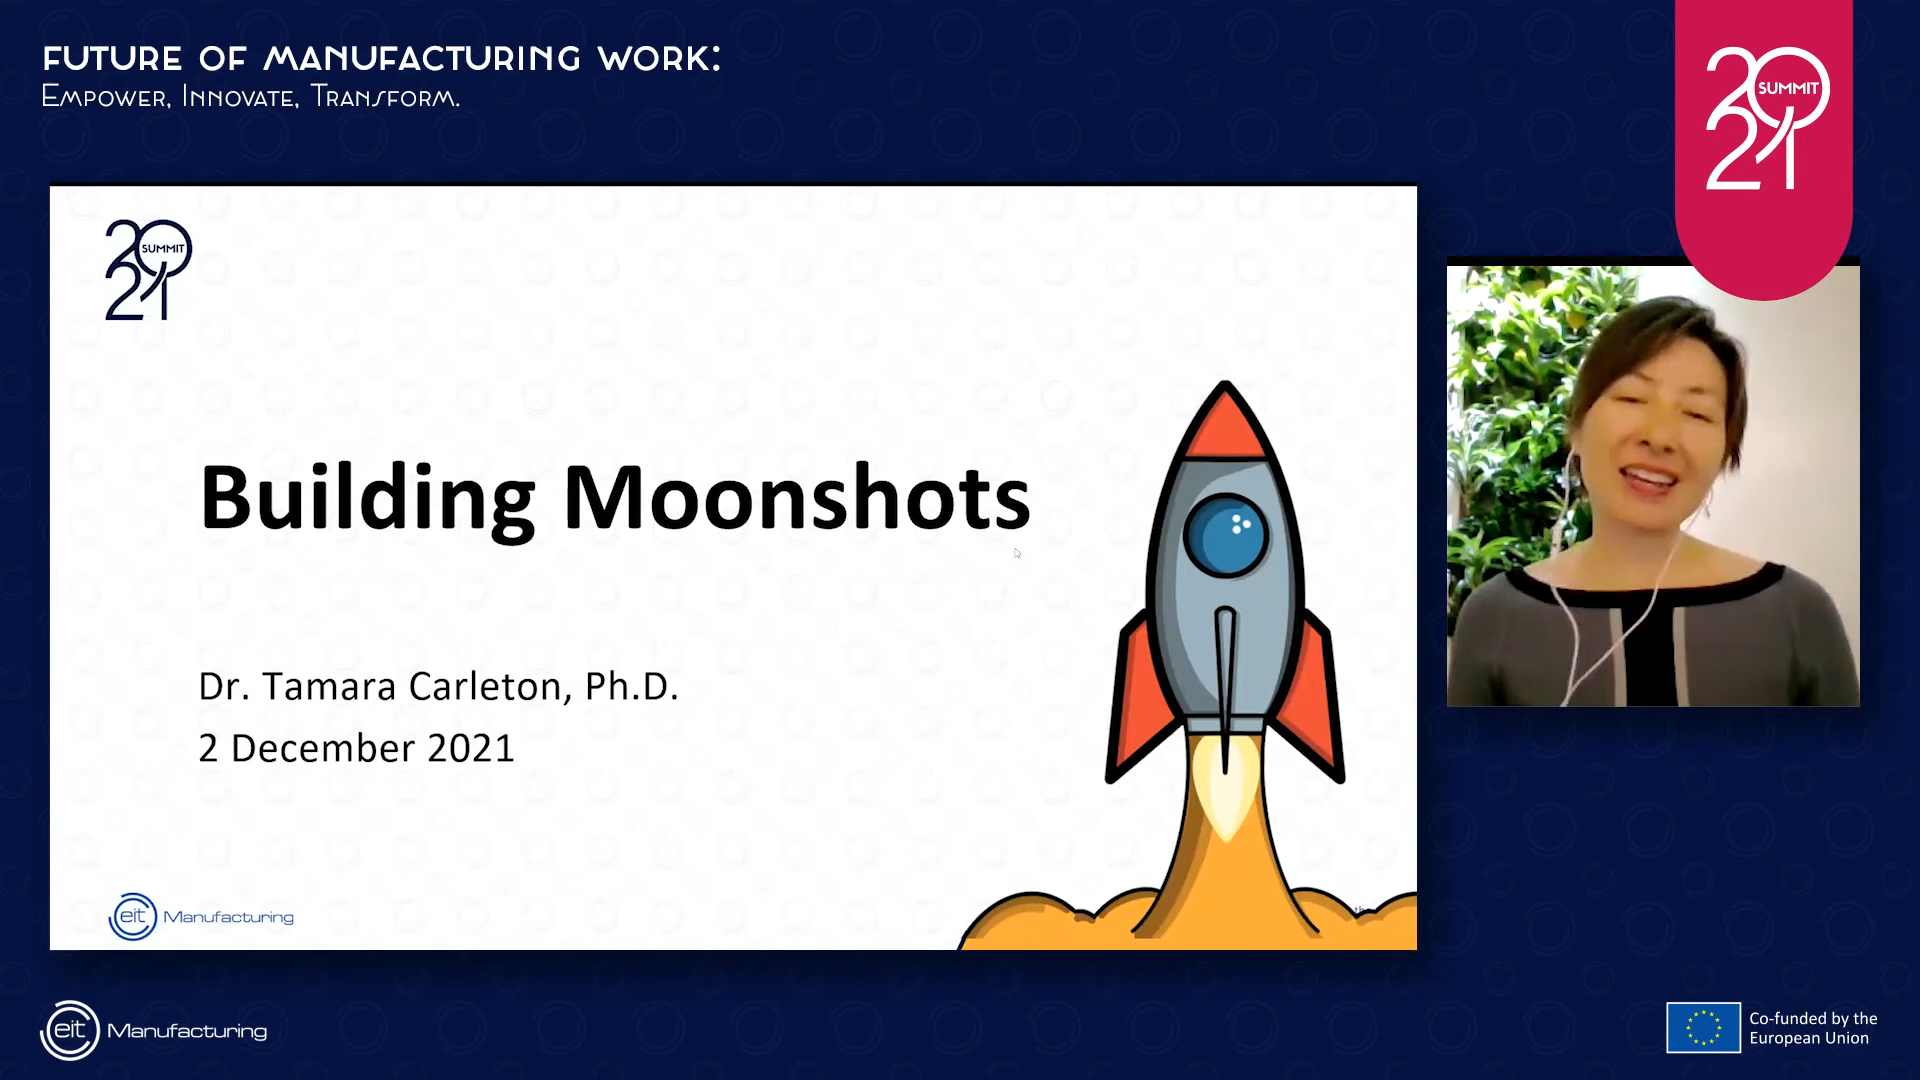 FUTURE OF MANUFACTURING WORK:
EMPOWER, INNOVATE, TRANSFORM.
20
SUMMIT
21
20
SUMMIT
21
Building Moonshots
Dr. Tamara Carleton, Ph.D.
2 December 2021
eit Manufacturing
eit Manufacturing
Co-funded by the
European Union